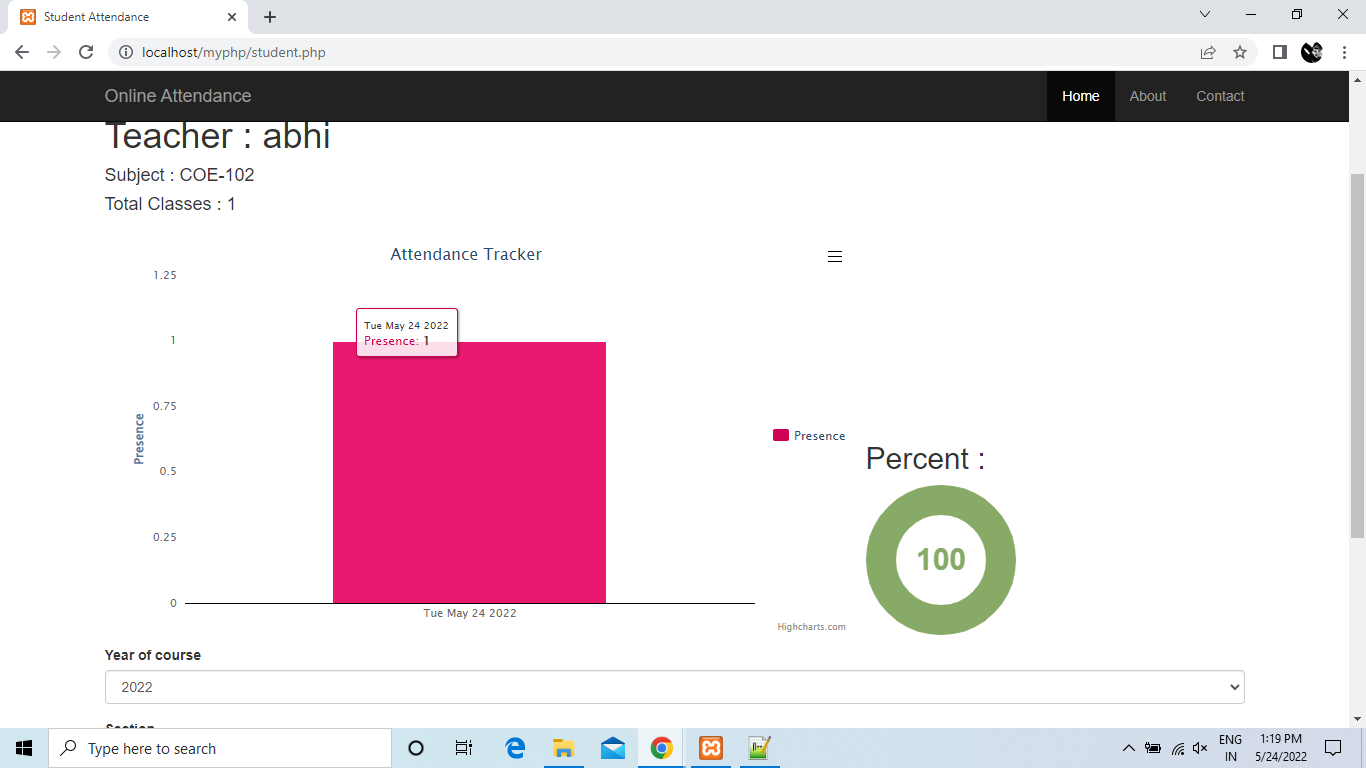 Student Attendance
localhost/myphp/student.php
Online Attendance
Home
About
Contact
Teacher : abhi
Subject : COE-102
Total Classes : 1
Attendance Tracker
1.25
1
0.75
0.5
0.25
0
Presence
Tue May 24 2022
Presence: 1
Tue May 24 2022
Presence
Highcharts.com
Percent :
100
Year of course
2022
Section
Type here to search
ENG
IN
1:19 PM
5/24/2022